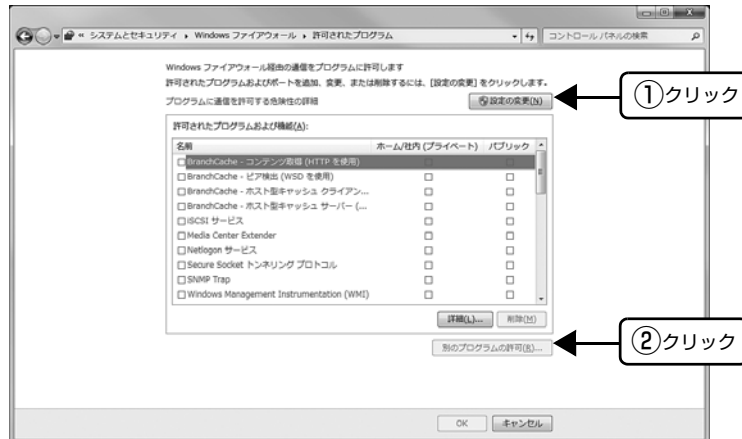 « システムとセキュリティ ▸ Windows ファイアウォール ▸ 許可されたプログラム
コントロール パネルの検索
Windows ファイアウォール経由の通信をプログラムに許可します
許可されたプログラムおよびポートを追加、変更、または削除するには、[設定の変更] をクリックします。
プログラムに通信を許可する危険性の詳細
設定の変更(N)
①クリック
許可されたプログラムおよび機能(A):
名前 ホーム/社内 (プライベート) パブリック
BranchCache - コンテンツ取得 (HTTP を使用)
BranchCache - ピア検出 (WSD を使用)
BranchCache - ホスト型キャッシュ クライアン...
BranchCache - ホスト型キャッシュ サーバー (...
iSCSI サービス
Media Center Extender
Netlogon サービス
Secure Socket トンネリング プロトコル
SNMP Trap
Windows Management Instrumentation (WMI)
詳細(L)... 削除(M)
別のプログラムの許可(R)...
②クリック
OK キャンセル